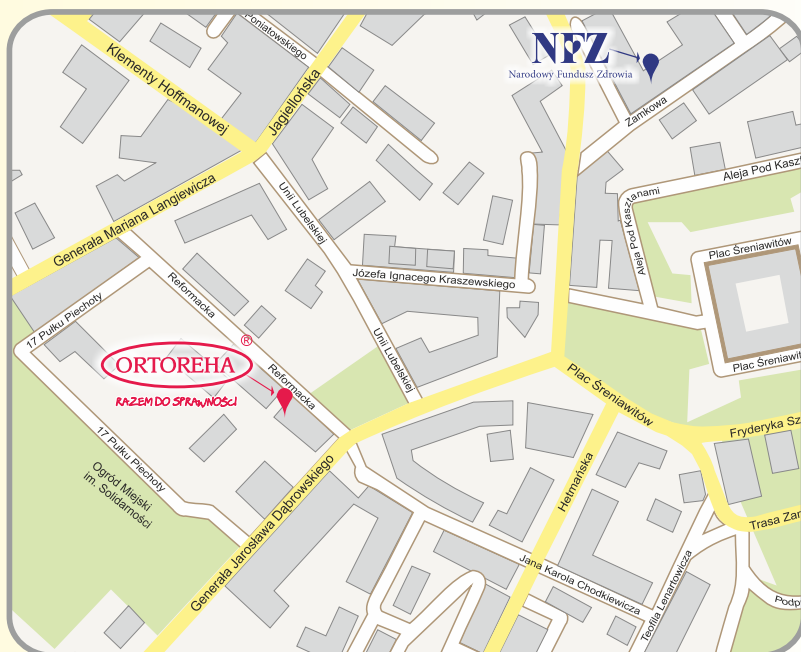 Poniatowskiego
Klementy Hoffmanowej
Jagiellońska
NFZ
Narodowy Fundusz Zdrowia
Zamkowa
Aleja Pod Kaszt
Aleja Pod Kasztanami
Generała Mariana Langiewicza
Unii Lubelskiej
Plac Śreniawitów
Józefa Ignacego Kraszewskiego
Reformacka
17 Pułku Piechoty
Unii Lubelskiej
ORTOREHA ®
RAZEM DO SPRAWNOŚCI
Reformacka
Plac Śreniawit
Plac Śreniawitów
Fryderyka Sz
17 Pułku Piechoty
Ogród Miejski
im. Solidarności
Hetmańska
Generała Jarosława Dąbrowskiego
Trasa Zam
Jana Karola Chodkiewicza
Teofila Lenartowicza
Podp